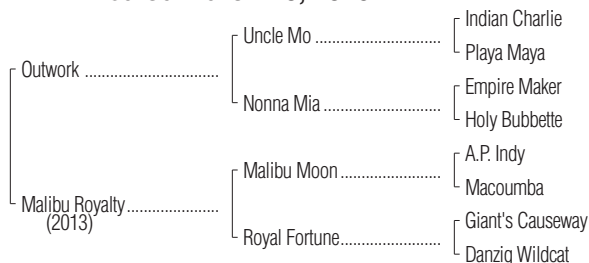 Indian Charlie
Uncle Mo
Playa Maya
Outwork
Empire Maker
Nonna Mia
Holy Bubbette
A.P. Indy
Malibu Moon
Macoumba
Malibu Royalty
(2013)
Giant's Causeway
Royal Fortune
Danzig Wildcat